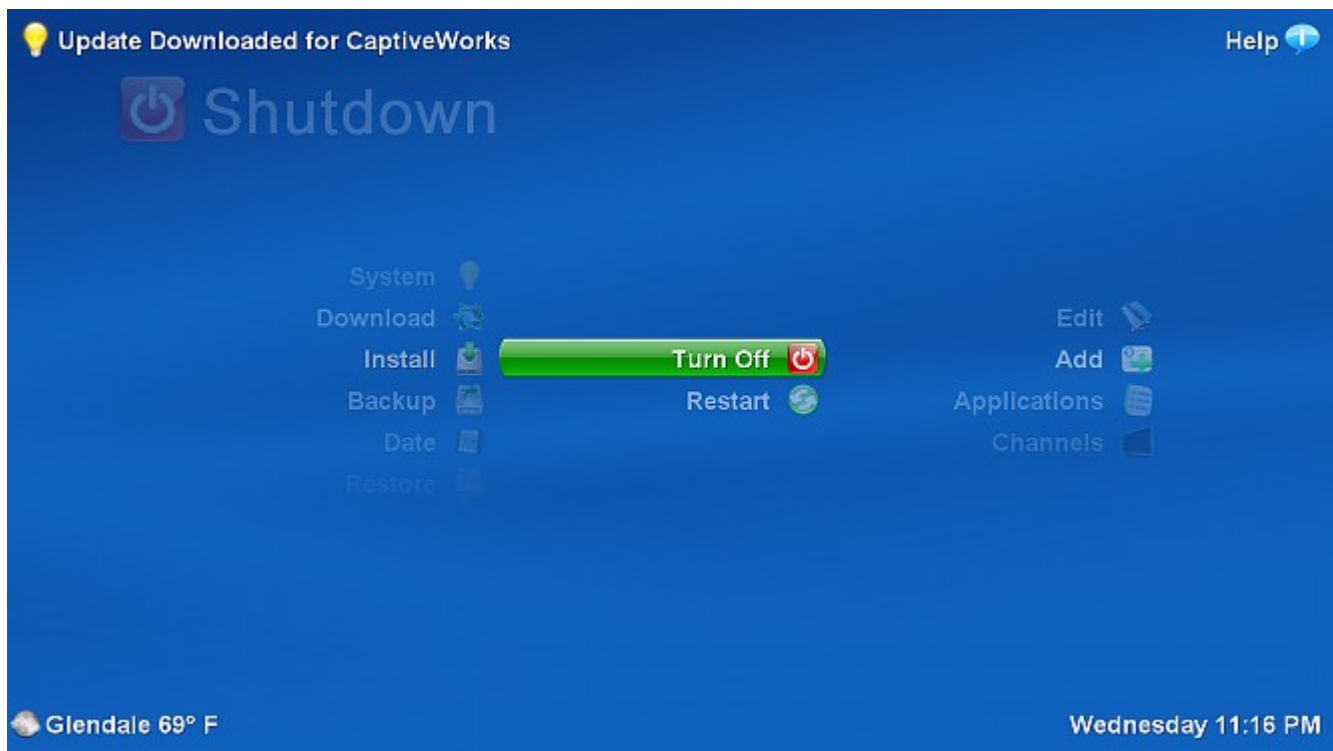 Update Downloaded for CaptiveWorks
Help
Shutdown
System
Download
Install
Backup
Date
Restore
Turn Off
Restart
Edit
Add
Applications
Channels
Glendale 69° F
Wednesday 11:16 PM